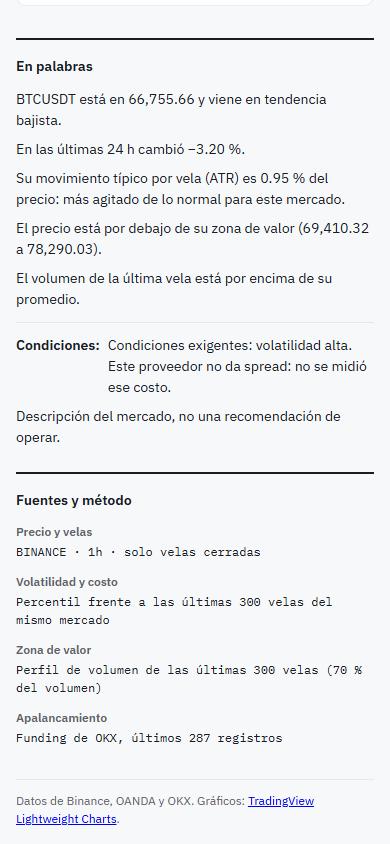 En palabras
BTCUSDT está en 66,755.66 y viene en tendencia
bajista.
En las últimas 24 h cambió −3.20 %.
Su movimiento típico por vela (ATR) es 0.95 % del
precio: más agitado de lo normal para este mercado.
El precio está por debajo de su zona de valor (69,410.32
a 78,290.03).
El volumen de la última vela está por encima de su
promedio.
Condiciones: Condiciones exigentes: volatilidad alta.
Este proveedor no da spread: no se midió
ese costo.
Descripción del mercado, no una recomendación de
operar.
Fuentes y método
Precio y velas
BINANCE · 1h · solo velas cerradas
Volatilidad y costo
Percentil frente a las últimas 300 velas del
mismo mercado
Zona de valor
Perfil de volumen de las últimas 300 velas (70 %
del volumen)
Apalancamiento
Funding de OKX, últimos 287 registros
Datos de Binance, OANDA y OKX. Gráficos: TradingView
Lightweight Charts.